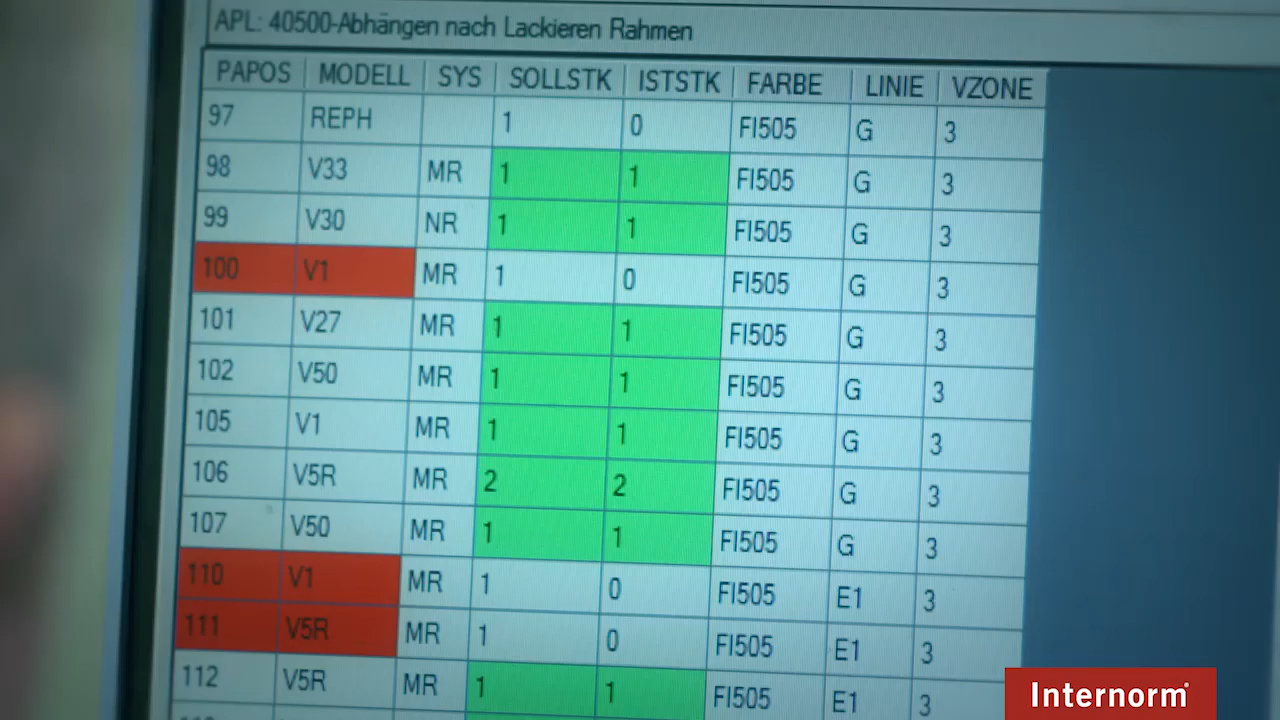 APL: 40500-Abhängen nach Lackieren Rahmen
PAPOS MODELL SYS SOLLSTK ISTSTK FARBE LINIE VZONE
97 REPH 1 0 FI505 G 3
98 V33 MR 1 1 FI505 G 3
99 V30 NR 1 1 FI505 G 3
100 V1 MR 1 0 FI505 G 3
101 V27 MR 1 1 FI505 G 3
102 V50 MR 1 1 FI505 G 3
105 V1 MR 1 1 FI505 G 3
106 V5R MR 2 2 FI505 G 3
107 V50 MR 1 1 FI505 G 3
110 V1 MR 1 0 FI505 E1 3
111 V5R MR 1 0 FI505 E1 3
112 V5R MR 1 1 FI505 E1 3
Internorm®